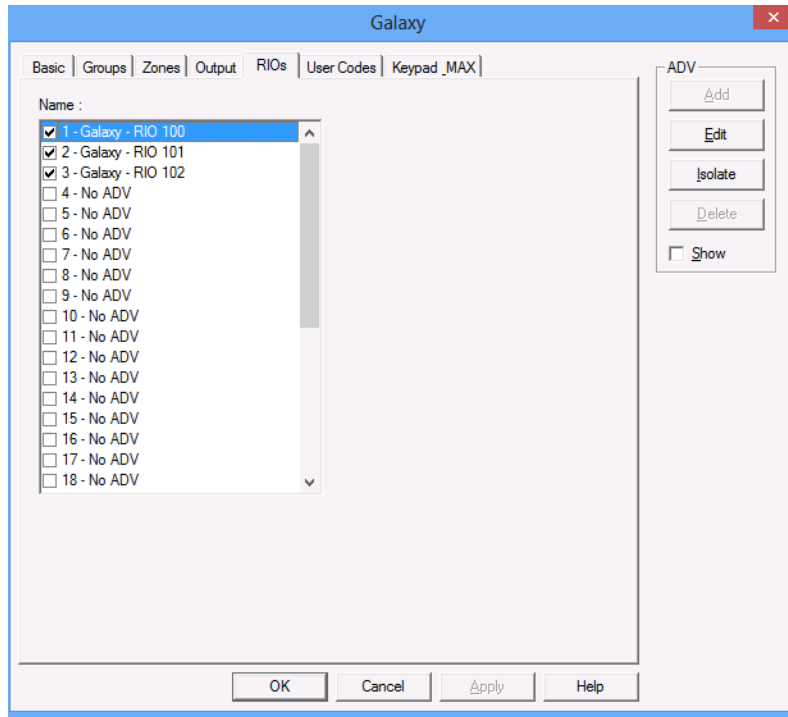 Galaxy
Basic Groups Zones Output RIOs User Codes Keypad_MAX
Name :
1 - Galaxy - RIO 100
2 - Galaxy - RIO 101
3 - Galaxy - RIO 102
4 - No ADV
5 - No ADV
6 - No ADV
7 - No ADV
8 - No ADV
9 - No ADV
10 - No ADV
11 - No ADV
12 - No ADV
13 - No ADV
14 - No ADV
15 - No ADV
16 - No ADV
17 - No ADV
18 - No ADV
ADV
Add
Edit
Isolate
Delete
Show
OK Cancel Apply Help